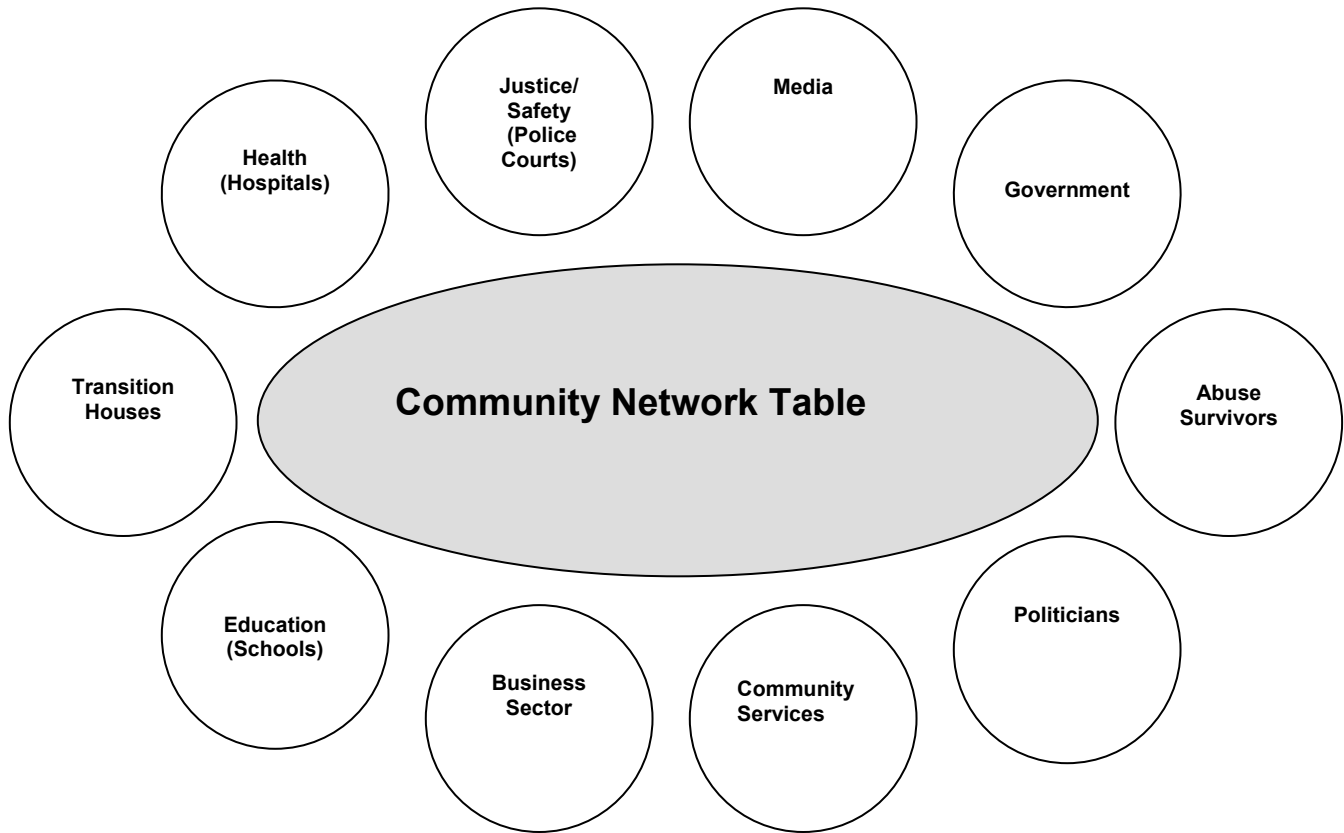 Justice/
Safety
(Police
Courts)
Media
Health
(Hospitals)
Government
Transition
Houses
Community Network Table
Abuse
Survivors
Education
(Schools)
Politicians
Business
Sector
Community
Services